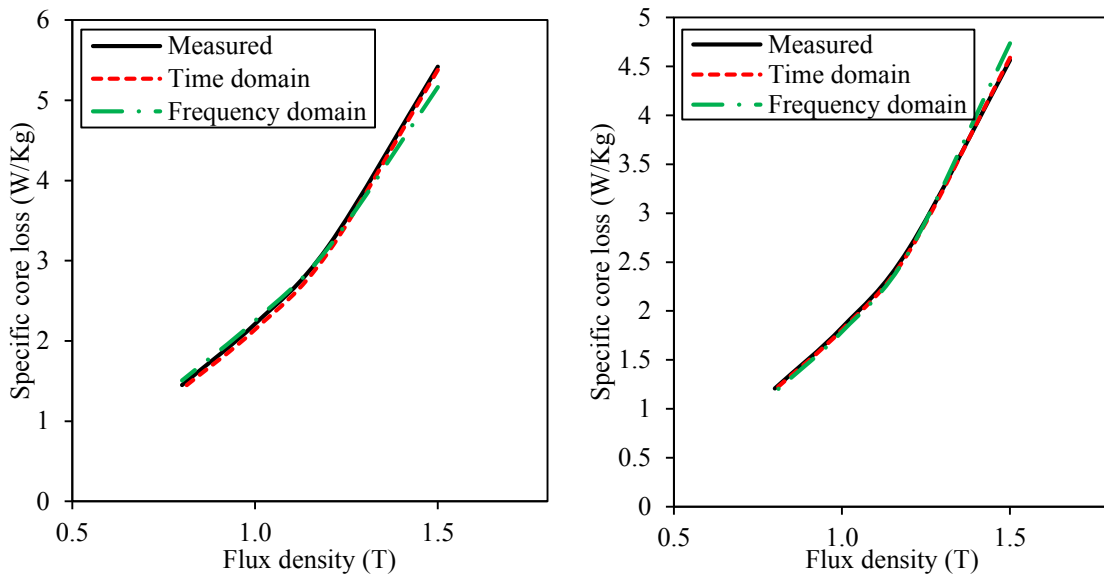 6
5
4
3
2
1
0
0.5
1.0
1.5
Specific core loss (W/Kg)
Flux density (T)
Measured
Time domain
Frequency domain
5
4.5
4
3.5
3
2.5
2
1.5
1
0.5
0
0.5
1.0
1.5
Specific core loss (W/Kg)
Flux density (T)
Measured
Time domain
Frequency domain